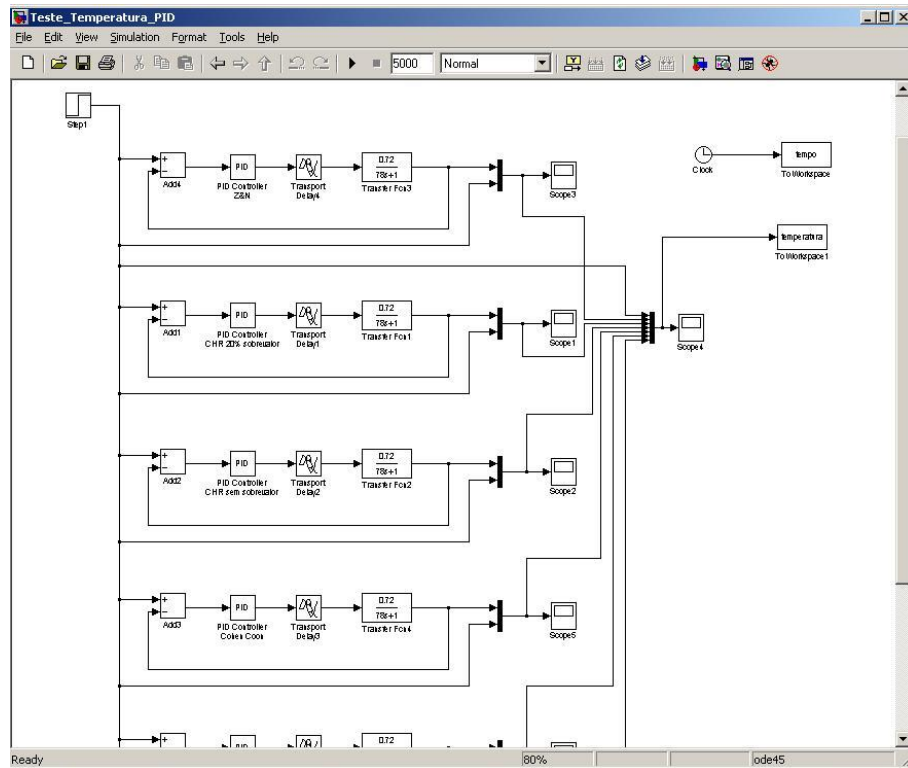 Teste_Temperatura_PID
File Edit View Simulation Format Tools Help
5000 Normal
Step1
0.72
78s+1
Add4
PID
PID Controller
Z&N
Transport
Delay4
Transfer Fcn3
Scope3
Clock
tempo
To Workspace
temperatura
To Workspace1
0.72
78s+1
Add1
PID
PID Controller
CHR 20% sobrevalor
Transport
Delay1
Transfer Fcn1
Scope1
Scope4
0.72
78s+1
Add2
PID
PID Controller
CHR sem sobrevalor
Transport
Delay2
Transfer Fcn2
Scope2
0.72
78s+1
Add3
PID
PID Controller
Cohen Coon
Transport
Delay3
Transfer Fcn4
Scope5
0.72
Ready 80% ode45